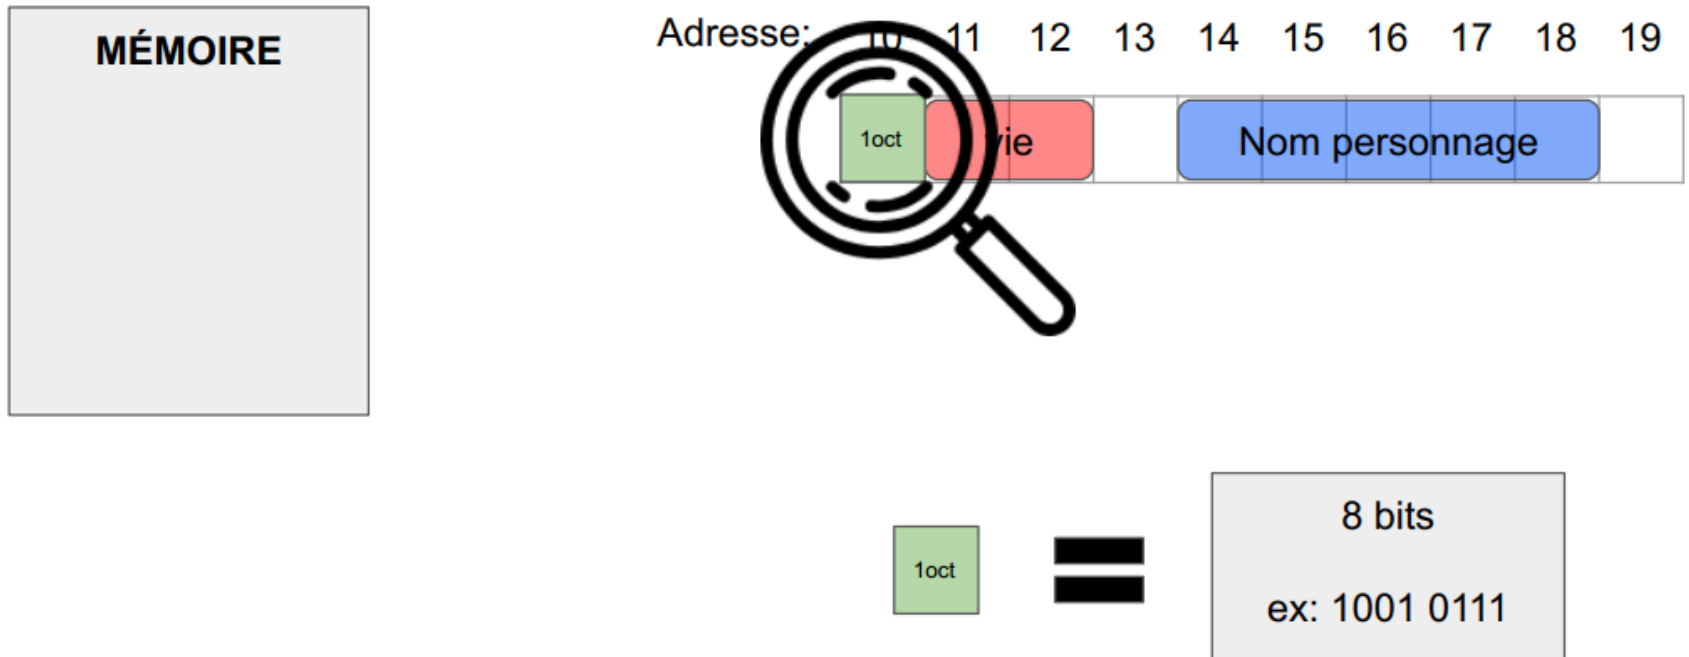 MÉMOIRE
Adresse: 10 11 12 13 14 15 16 17 18 19
1oct vie Nom personnage
1oct
8 bits
ex: 1001 0111